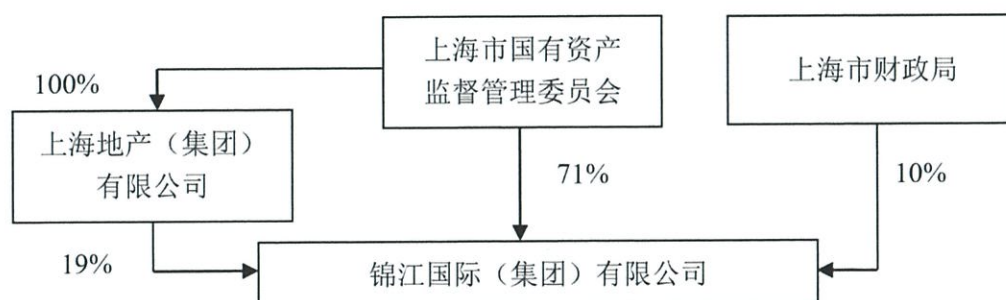 上海市国有资产
监督管理委员会
上海市财政局
100%
上海地产（集团）
有限公司
71%
10%
19%
锦江国际（集团）有限公司